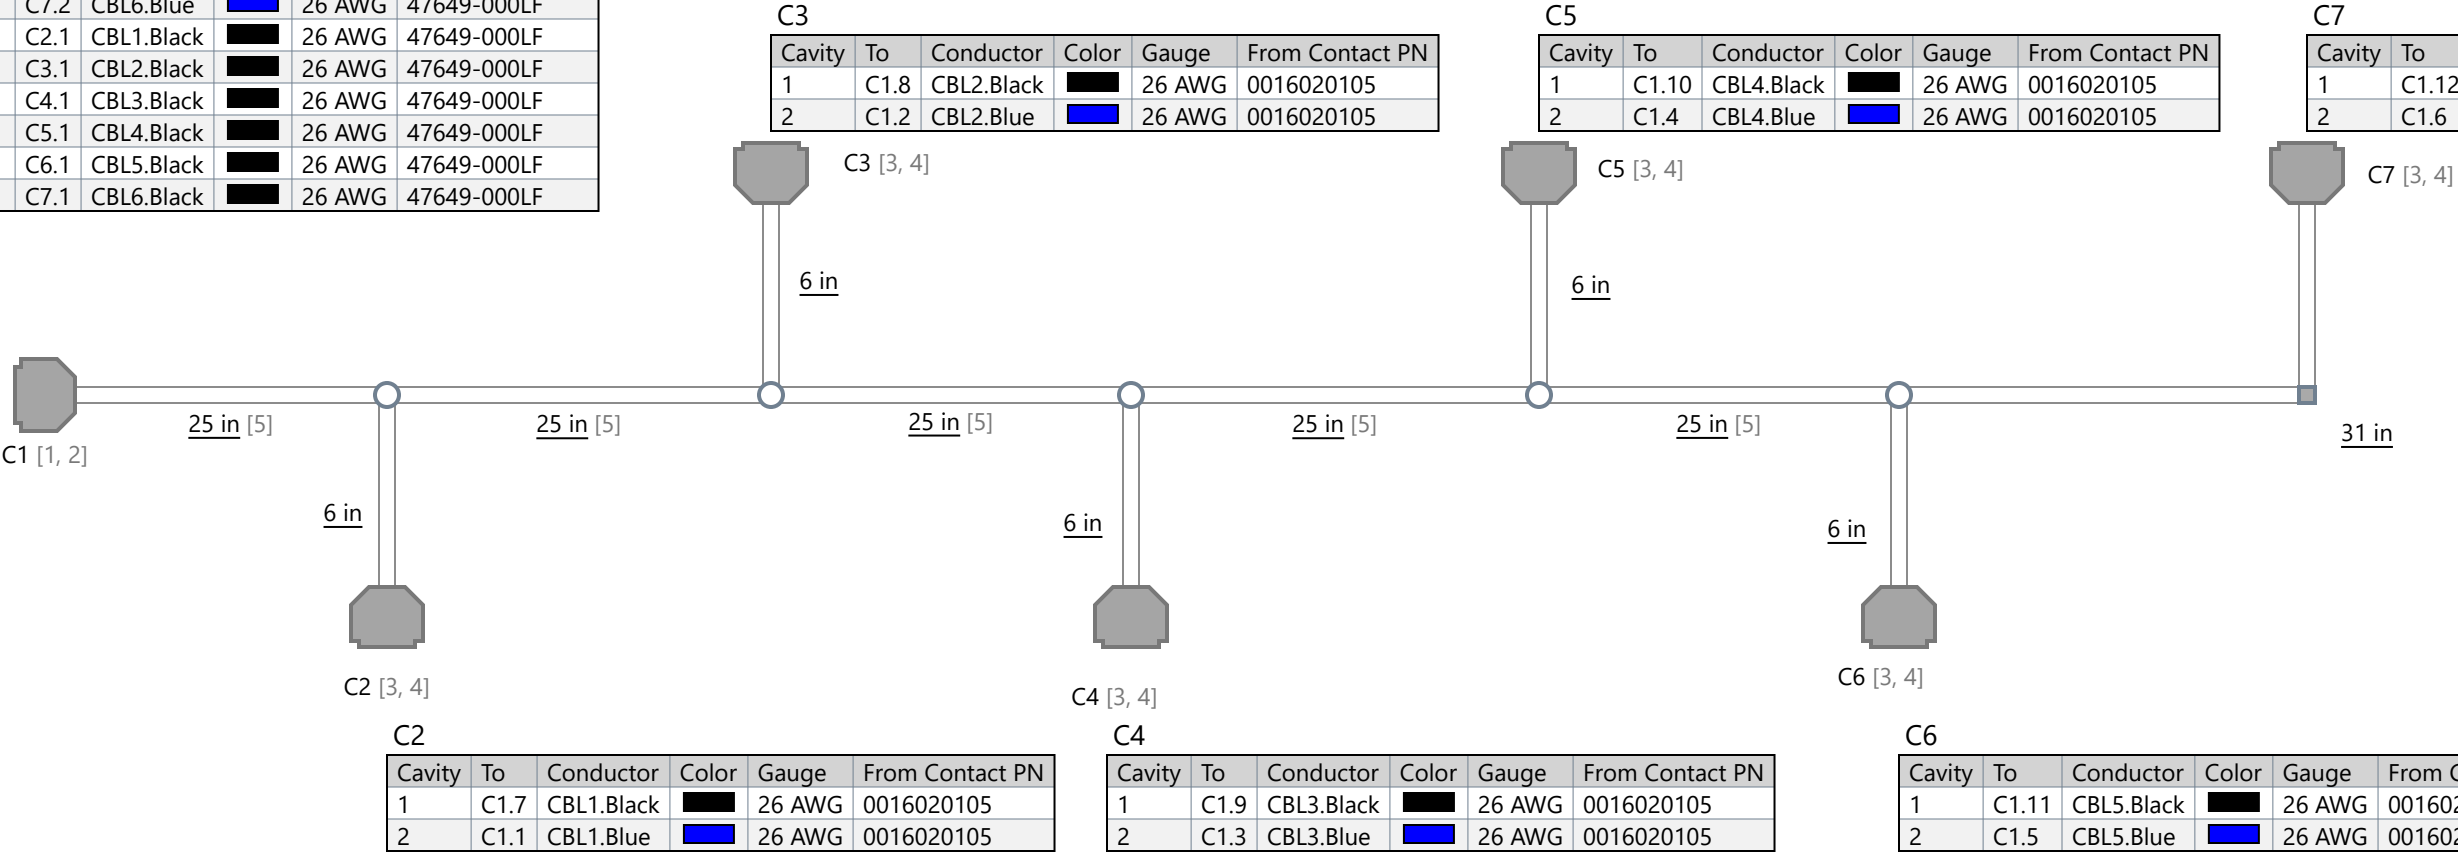 C7.2 CBL6.Blue 26 AWG 47649-000LF
C2.1 CBL1.Black 26 AWG 47649-000LF
C3.1 CBL2.Black 26 AWG 47649-000LF
C4.1 CBL3.Black 26 AWG 47649-000LF
C5.1 CBL4.Black 26 AWG 47649-000LF
C6.1 CBL5.Black 26 AWG 47649-000LF
C7.1 CBL6.Black 26 AWG 47649-000LF
C3
Cavity To Conductor Color Gauge From Contact PN
1 C1.8 CBL2.Black 26 AWG 0016020105
2 C1.2 CBL2.Blue 26 AWG 0016020105
C5
Cavity To Conductor Color Gauge From Contact PN
1 C1.10 CBL4.Black 26 AWG 0016020105
2 C1.4 CBL4.Blue 26 AWG 0016020105
C7
Cavity To
1 C1.12
2 C1.6
C3 [3, 4]
C5 [3, 4]
C7 [3, 4]
6 in
6 in
25 in [5]
25 in [5]
25 in [5]
25 in [5]
25 in [5]
31 in
C1 [1, 2]
6 in
6 in
6 in
C2 [3, 4]
C4 [3, 4]
C6 [3, 4]
C2
Cavity To Conductor Color Gauge From Contact PN
1 C1.7 CBL1.Black 26 AWG 0016020105
2 C1.1 CBL1.Blue 26 AWG 0016020105
C4
Cavity To Conductor Color Gauge From Contact PN
1 C1.9 CBL3.Black 26 AWG 0016020105
2 C1.3 CBL3.Blue 26 AWG 0016020105
C6
Cavity To Conductor Color Gauge From
1 C1.11 CBL5.Black 26 AWG
2 C1.5 CBL5.Blue 26 AWG